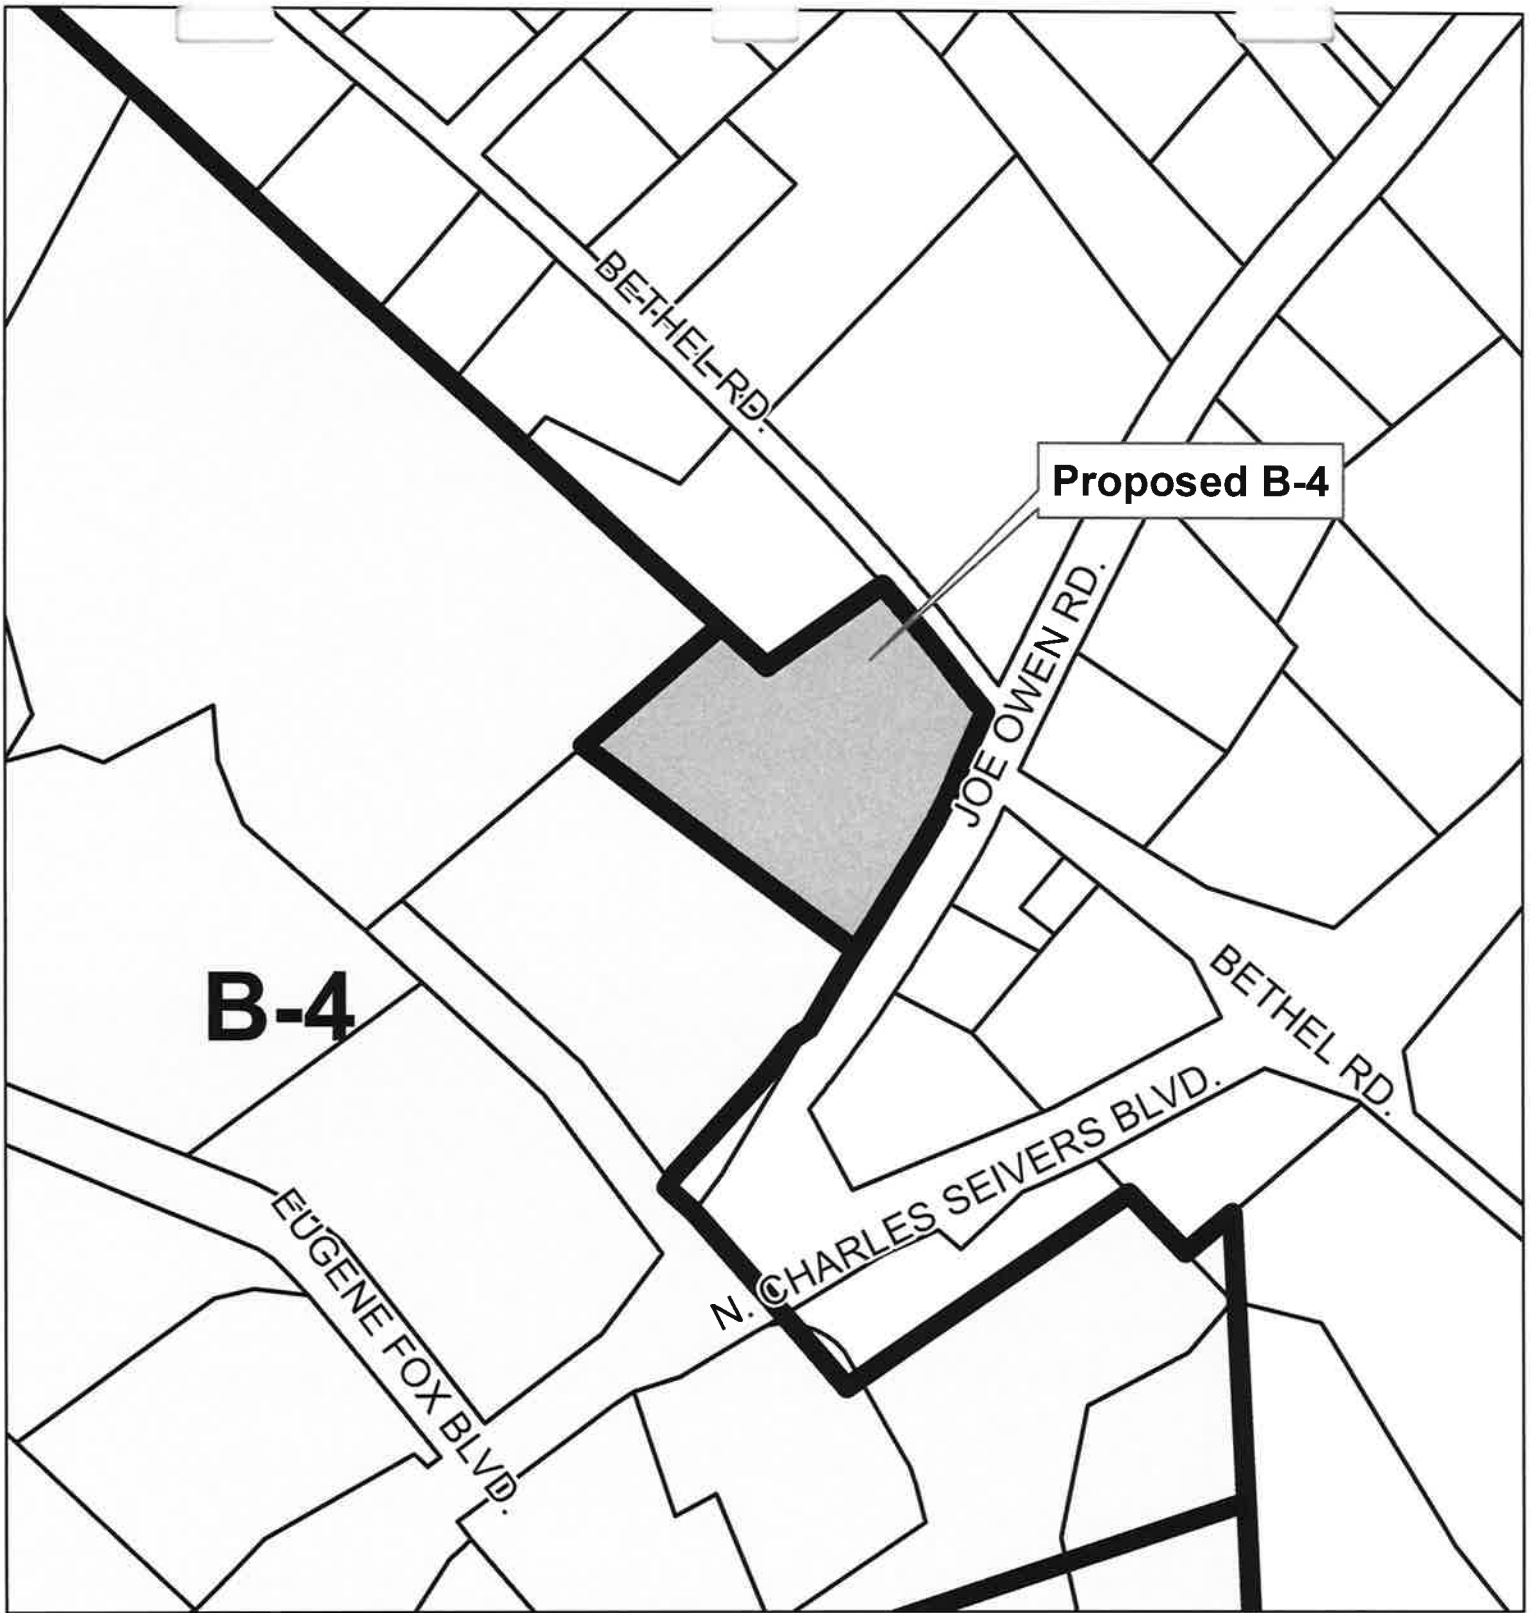 BETHEL RD.
Proposed B-4
JOE OWEN RD.
B-4
BETHEL RD.
N. CHARLES SEIVERS BLVD.
EUGENE FOX BLVD.